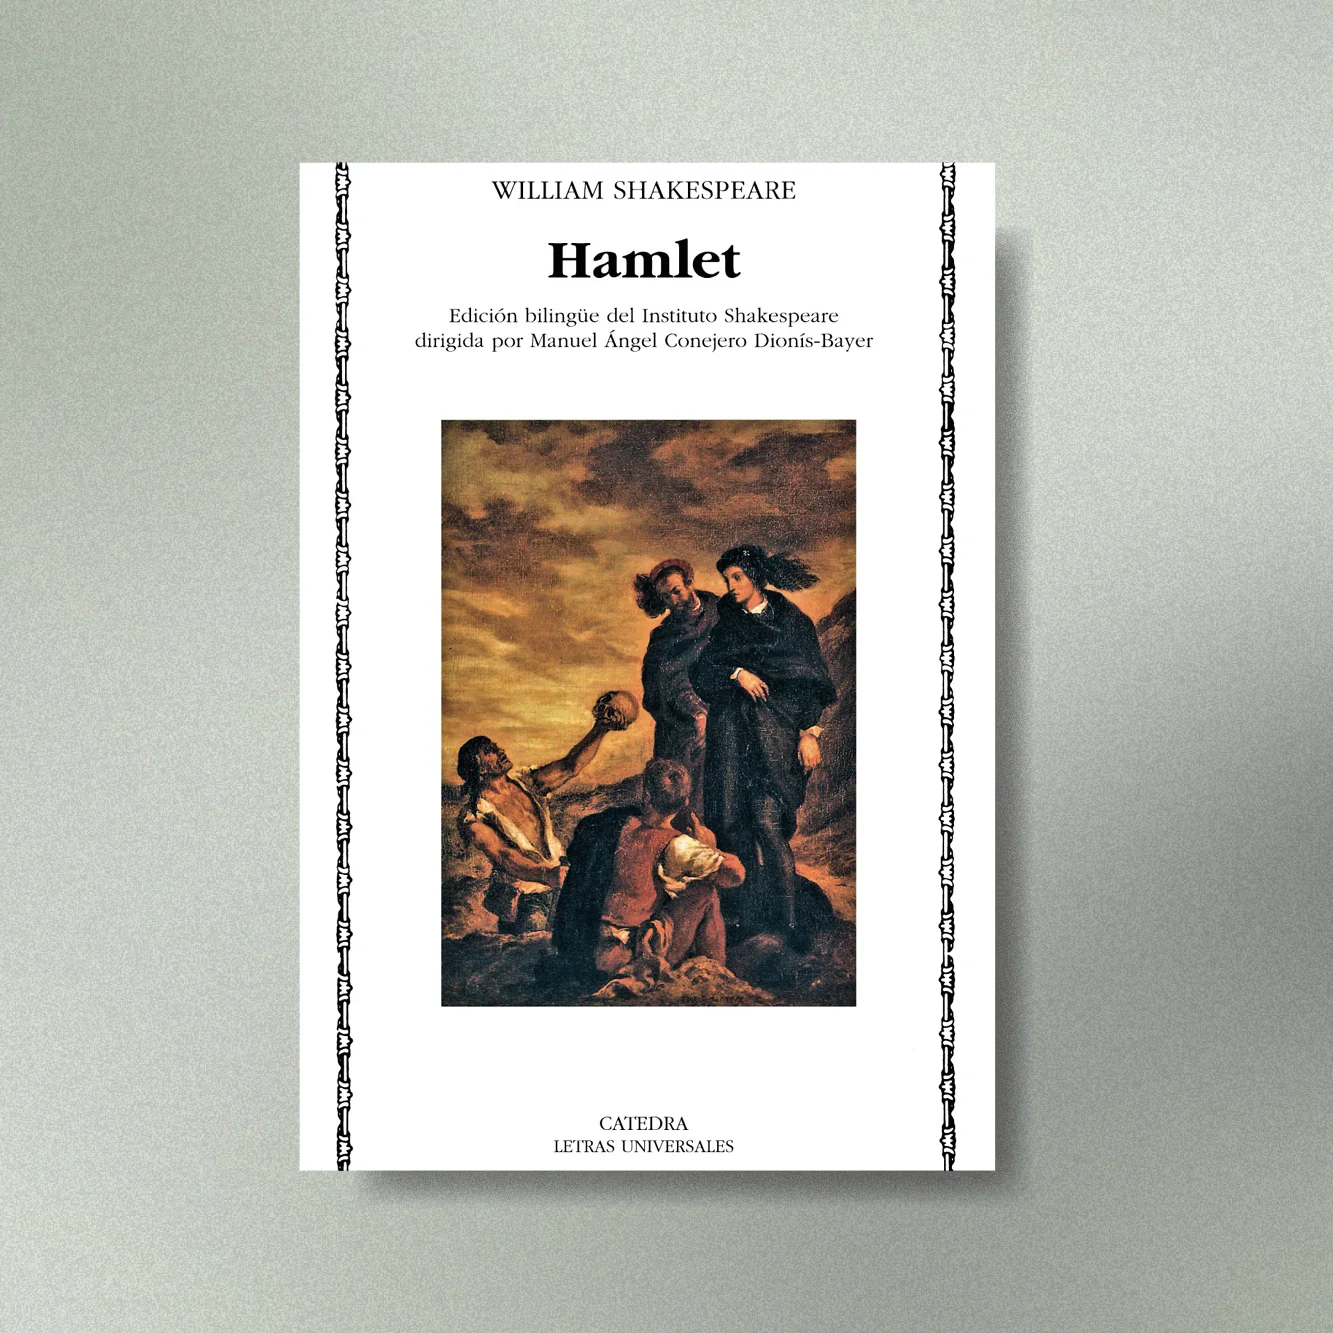 WILLIAM SHAKESPEARE
Hamlet
Edición bilingüe del Instituto Shakespeare
dirigida por Manuel Ángel Conejero Dionís-Bayer
CATEDRA
LETRAS UNIVERSALES